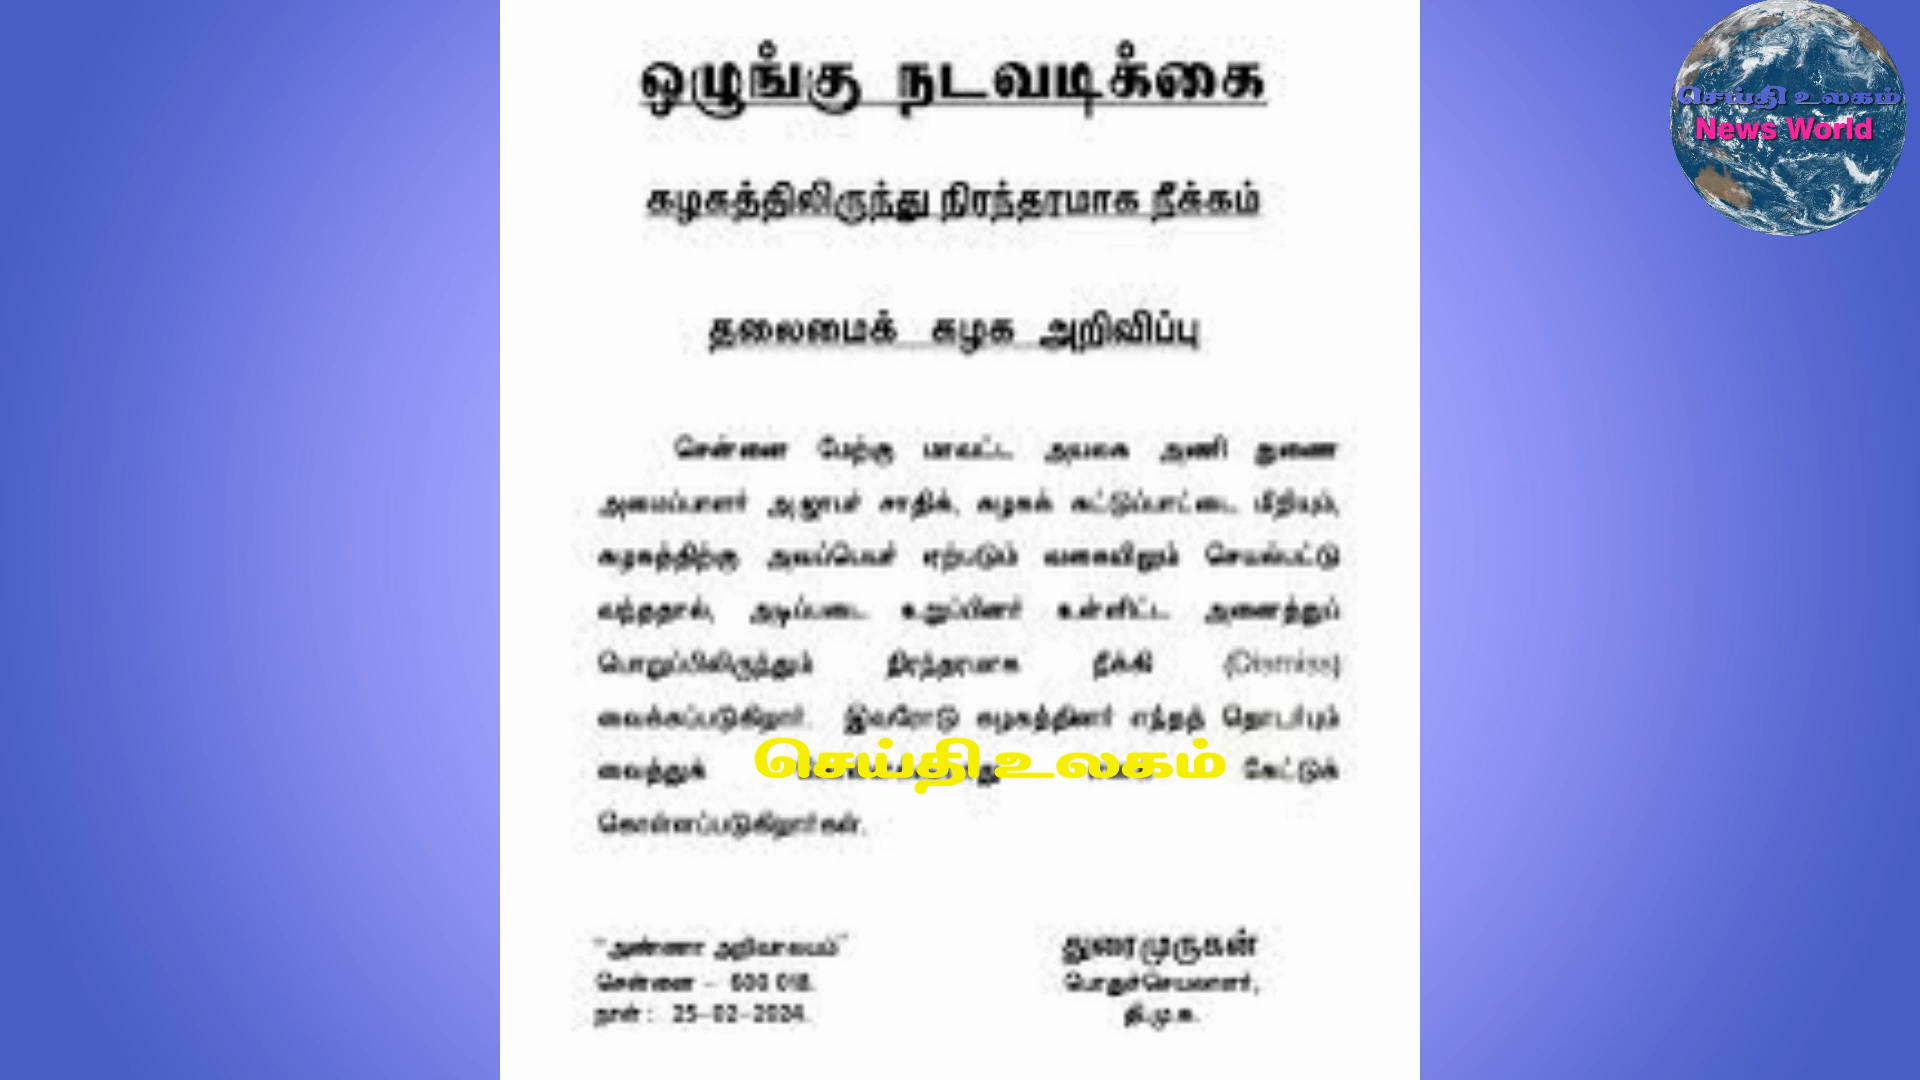 ஒழுங்கு நடவடிக்கை
கழகத்திலிருந்து நிரந்தரமாக நீக்கம்
தலைமைக் கழக அறிவிப்பு
சென்னை மேற்கு மாவட்ட அயலக அணி துணை
அமைப்பாளர் அ.ஜாபர் சாதிக், கழகக் கட்டுப்பாட்டை மீறியும்,
கழகத்திற்கு அவப்பெயர் ஏற்படும் வகையிலும் செயல்பட்டு
வந்ததால், அடிப்படை உறுப்பினர் உள்ளிட்ட அனைத்துப்
பொறுப்பிலிருந்தும் நிரந்தரமாக நீக்கி (Dismiss)
வைக்கப்படுகிறார். இவரோடு கழகத்தினர் எந்தத் தொடர்பும்
வைத்துக் கேட்டுக்
கொள்ளப்படுகிறார்கள்.
"அண்ணா அறிவாலயம்"
சென்னை - 600 018.
நாள் : 25-02-2024.
துரைமுருகன்
பொதுச்செயலாளர்,
தி.மு.க.
செய்தி உலகம்
செய்தி உலகம்
News World